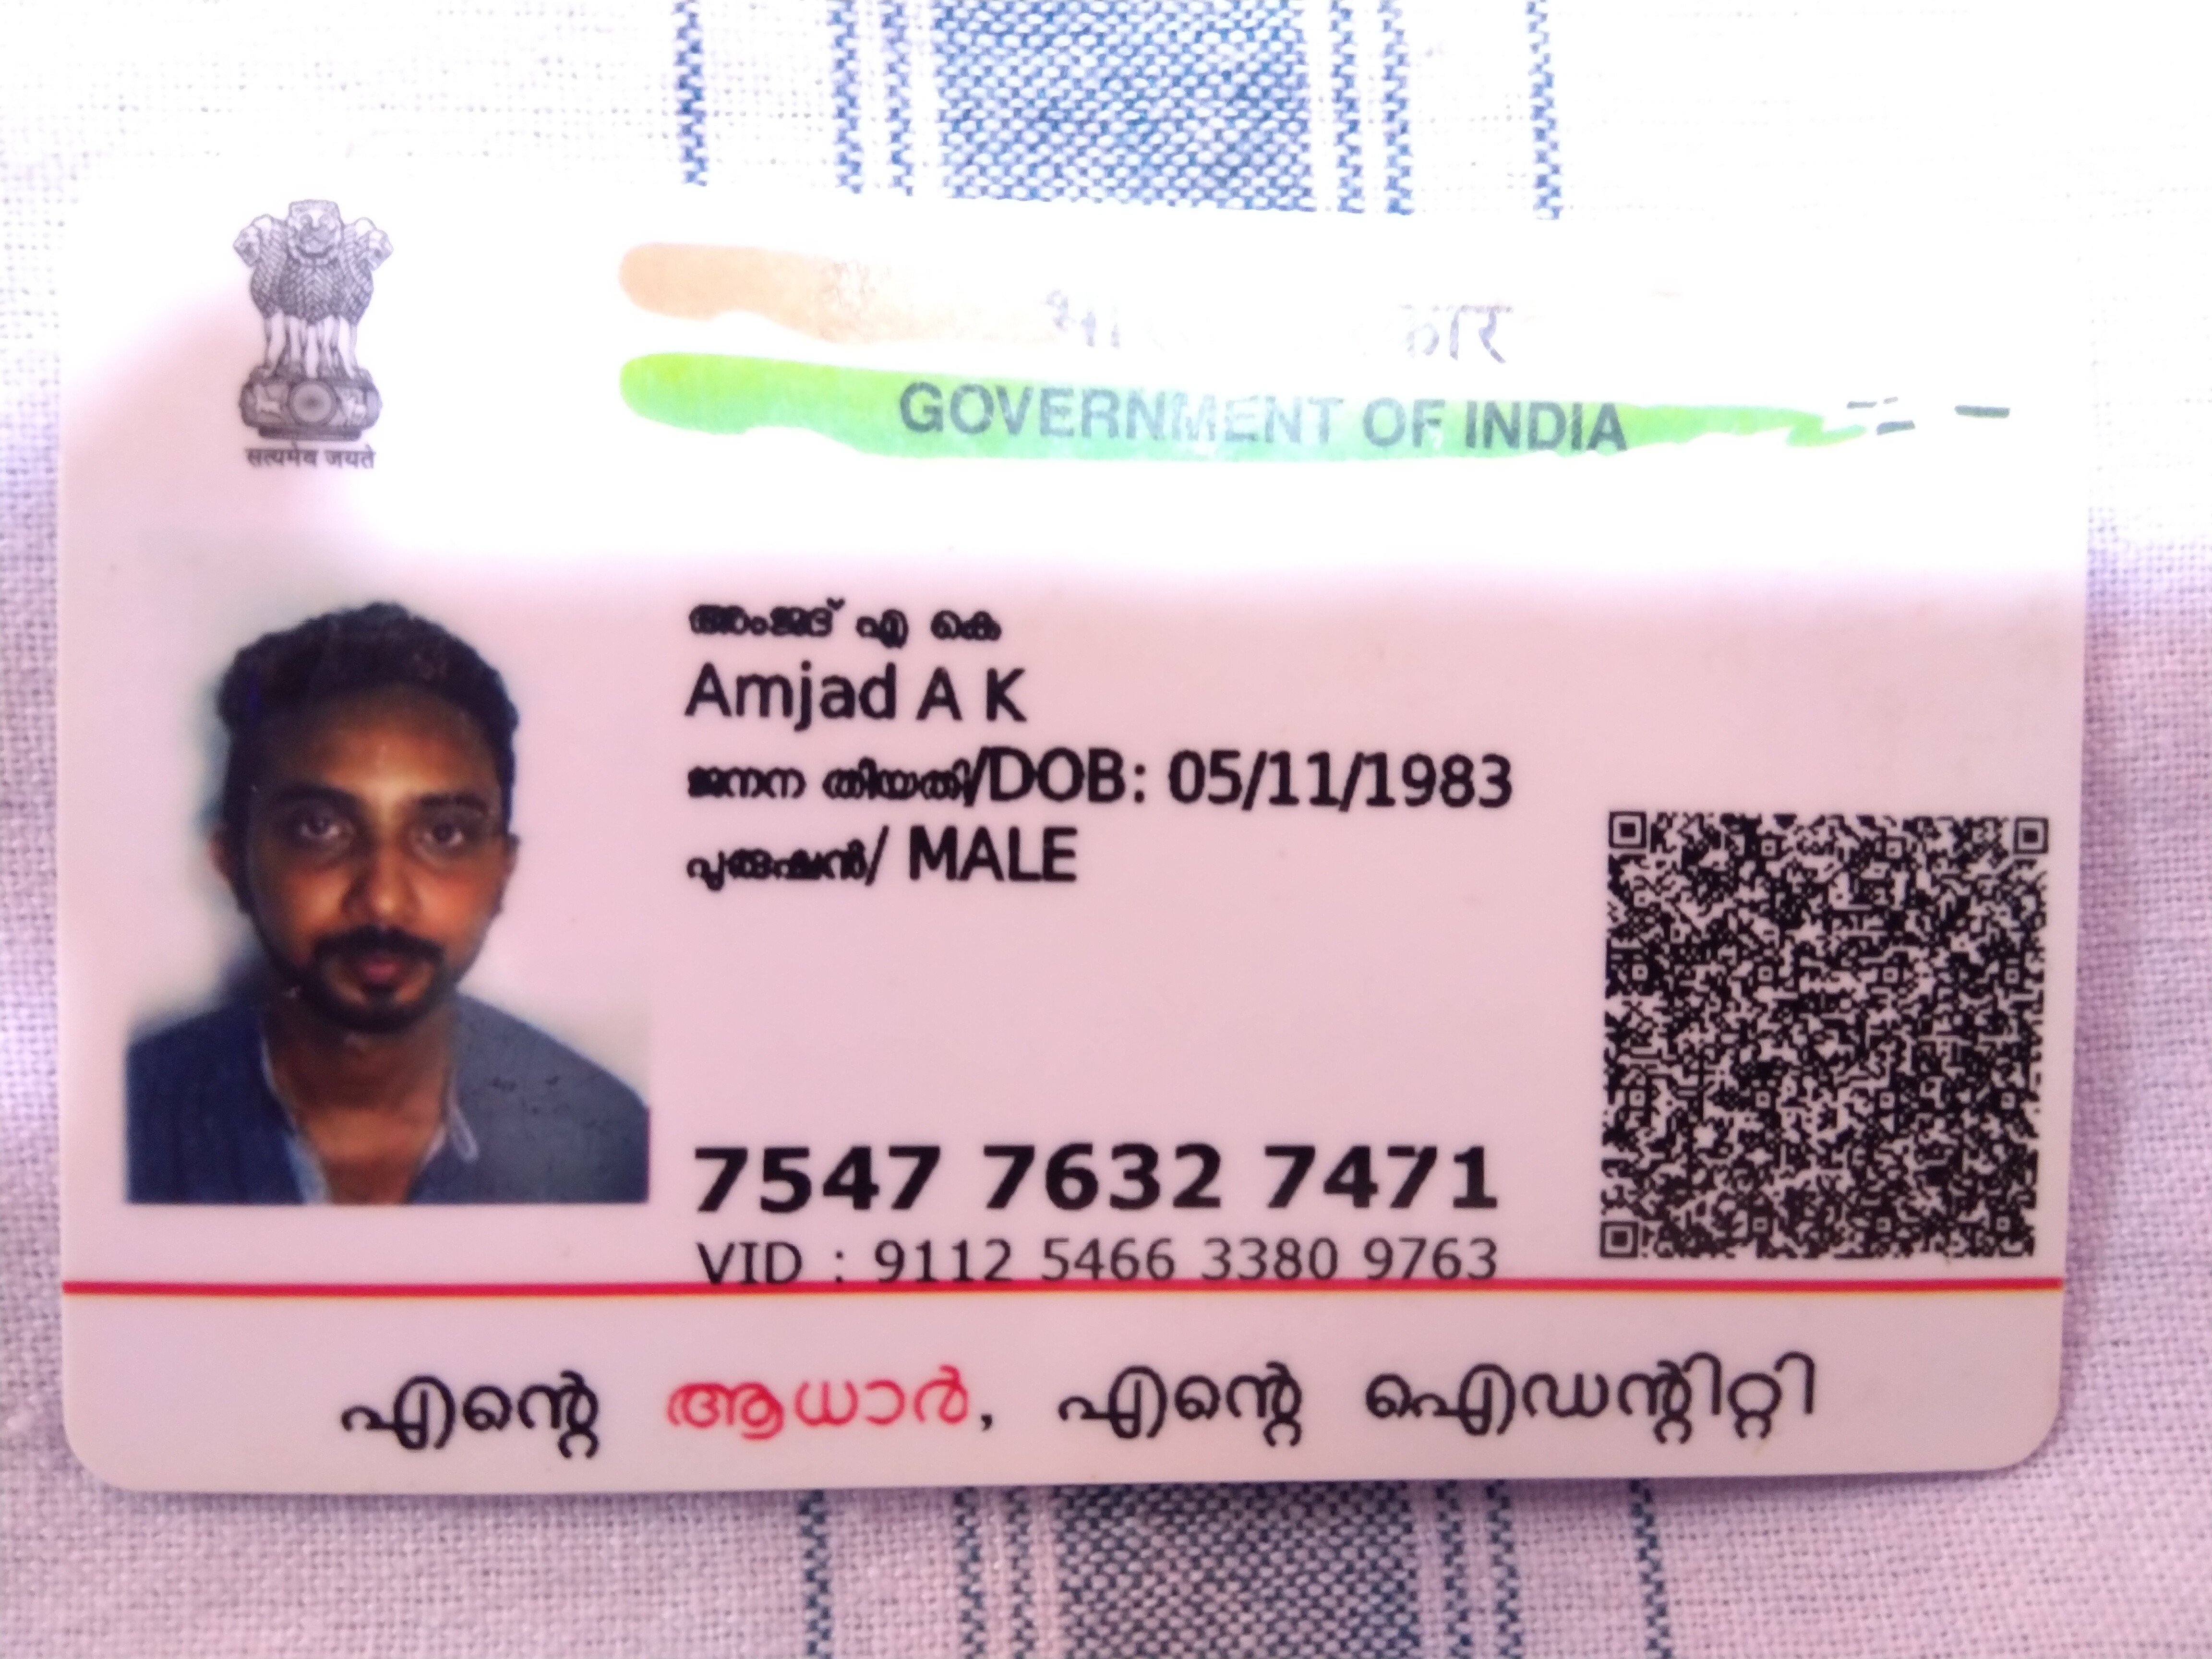 सत्यमेव जयते
GOVERNMENT OF INDIA
അംജദ് എ കെ
Amjad A K
ജനന തിയതി/DOB: 05/11/1983
പുരുഷൻ/ MALE
7547 7632 7471
VID : 9112 5466 3380 9763
എന്റെ ആധാർ, എന്റെ ഐഡന്റിറ്റി